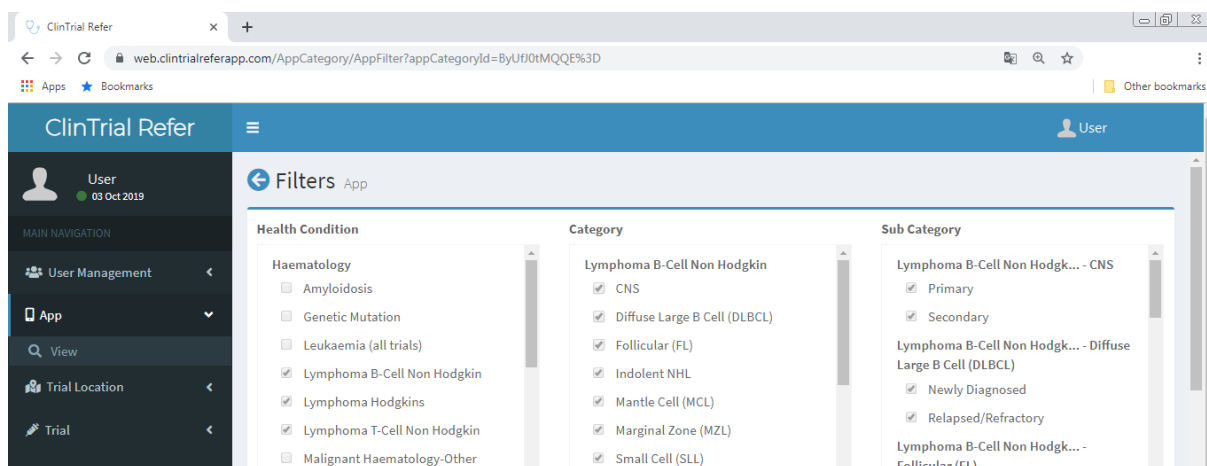 ClinTrial Refer
web.clintrialreferapp.com/AppCategory/AppFilter?appCategoryId=ByUfJ0tMQQE%3D
Apps Bookmarks Other bookmarks
ClinTrial Refer
User
User
03 Oct 2019
MAIN NAVIGATION
User Management
App
View
Trial Location
Trial
Filters App
Health Condition
Haematology
Amyloidosis
Genetic Mutation
Leukaemia (all trials)
Lymphoma B-Cell Non Hodgkin
Lymphoma Hodgkins
Lymphoma T-Cell Non Hodgkin
Malignant Haematology-Other
Category
Lymphoma B-Cell Non Hodgkin
CNS
Diffuse Large B Cell (DLBCL)
Follicular (FL)
Indolent NHL
Mantle Cell (MCL)
Marginal Zone (MZL)
Small Cell (SLL)
Sub Category
Lymphoma B-Cell Non Hodgk... - CNS
Primary
Secondary
Lymphoma B-Cell Non Hodgk... - Diffuse
Large B Cell (DLBCL)
Newly Diagnosed
Relapsed/Refractory
Lymphoma B-Cell Non Hodgk... -
Follicular (FL)